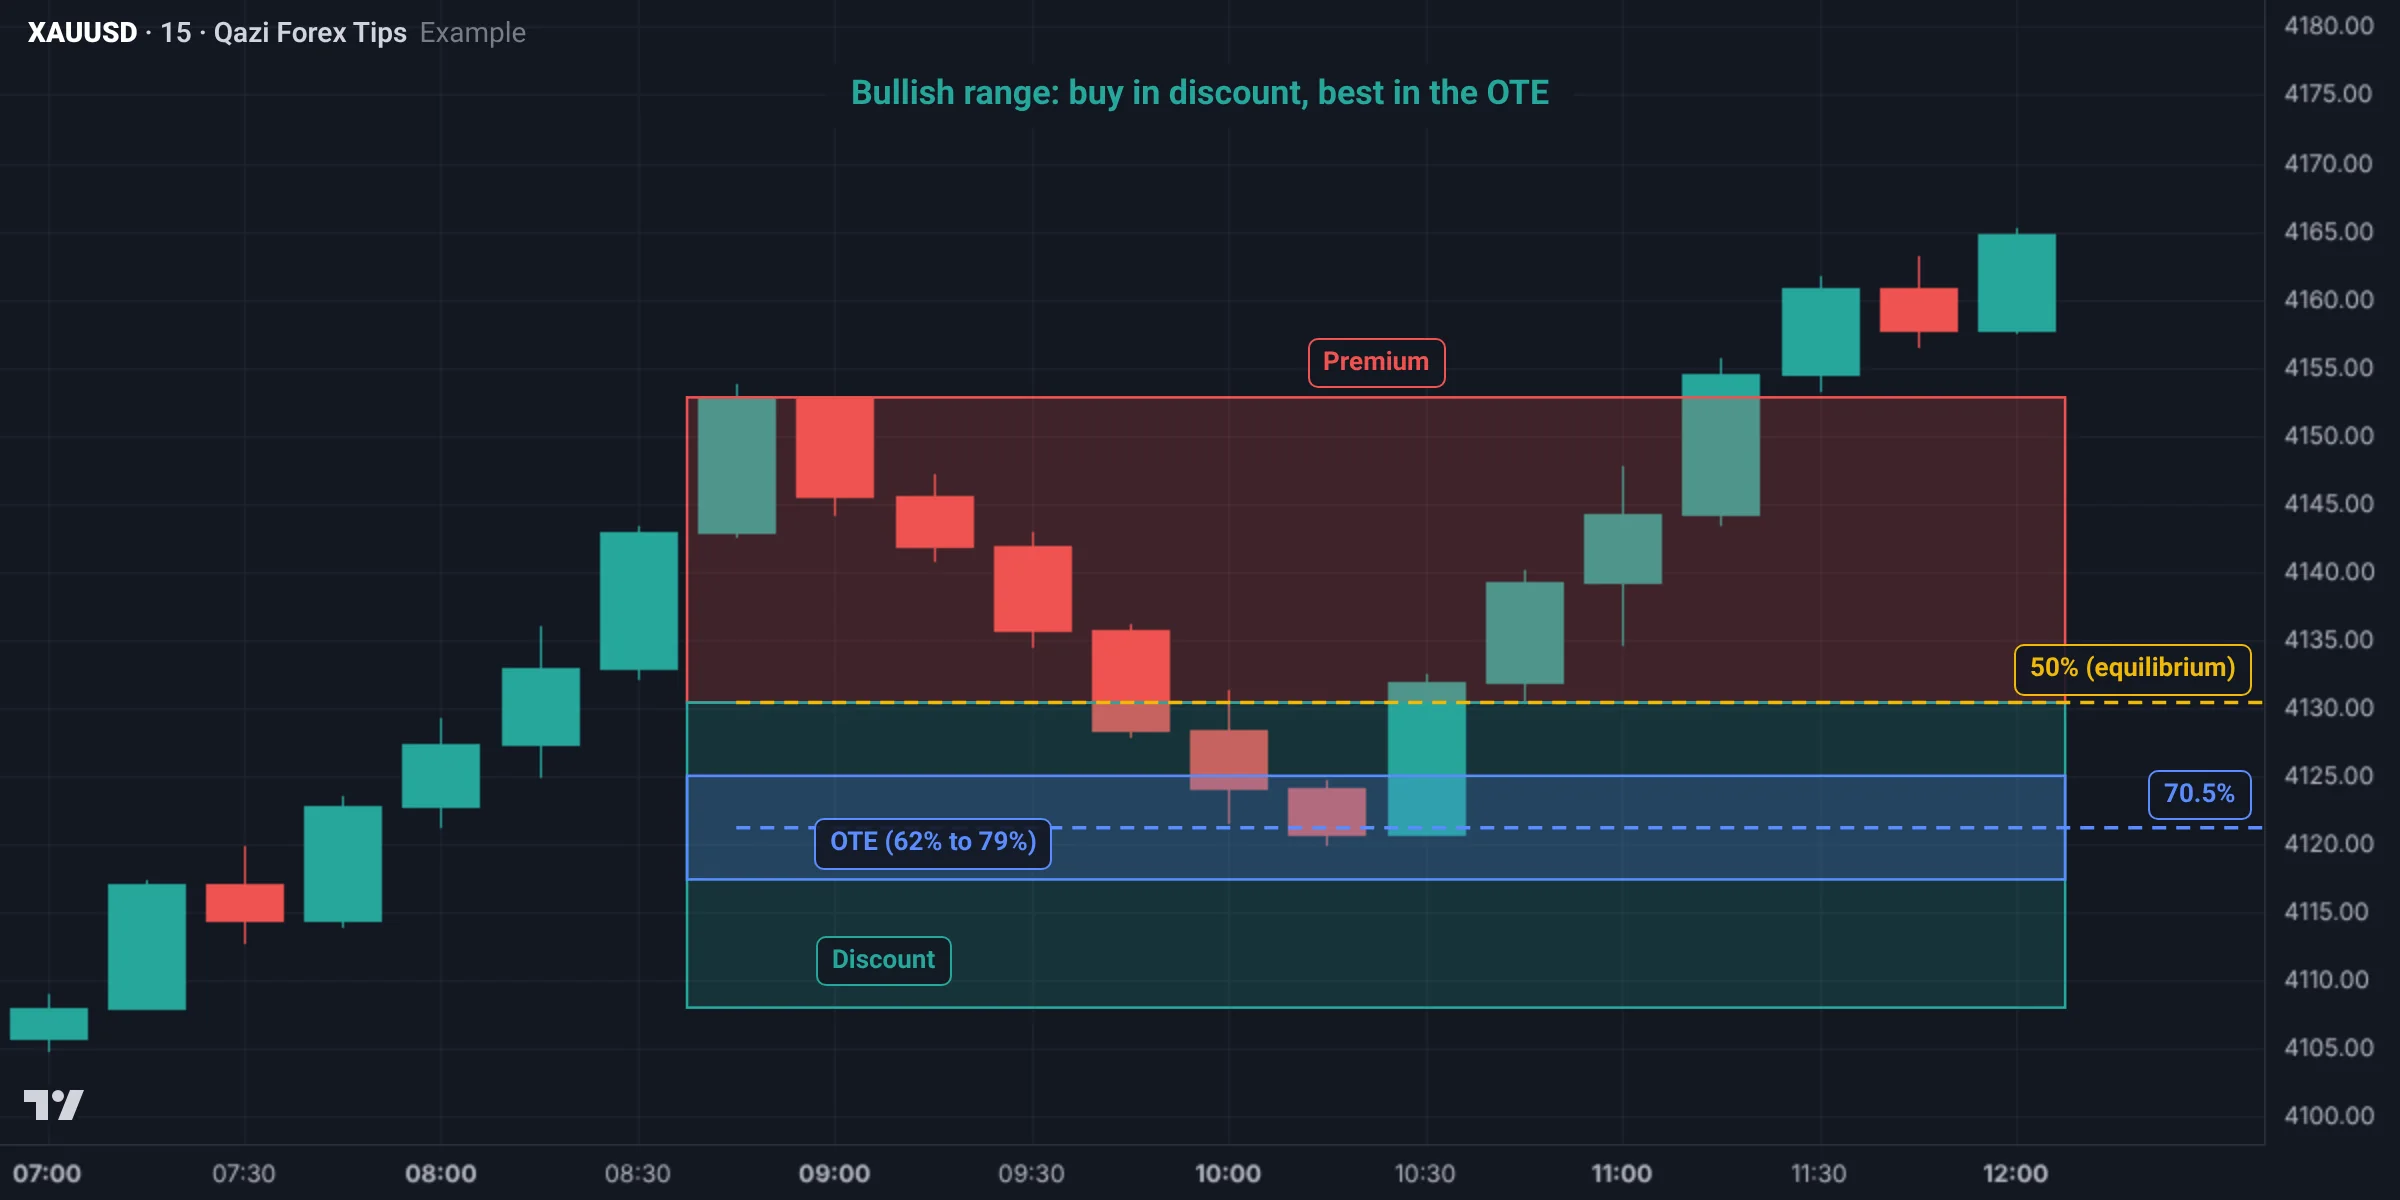 XAUUSD · 15 · Qazi Forex Tips Example
Bullish range: buy in discount, best in the OTE
4180.00
4175.00
4170.00
4165.00
4160.00
4155.00
4150.00
4145.00
4140.00
4135.00
4130.00
4125.00
4120.00
4115.00
4110.00
4105.00
4100.00
Premium
50% (equilibrium)
70.5%
OTE (62% to 79%)
Discount
07:00 07:30 08:00 08:30 09:00 09:30 10:00 10:30 11:00 11:30 12:00